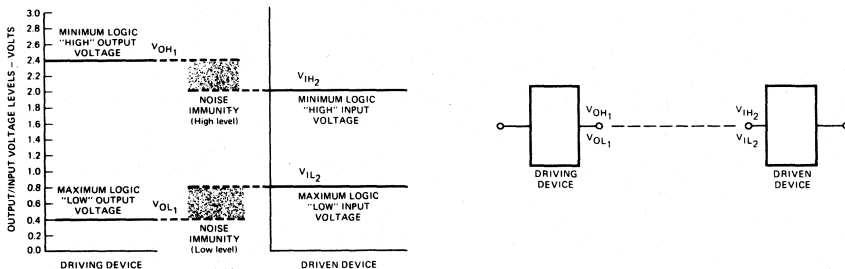 OUTPUT/INPUT VOLTAGE LEVELS – VOLTS
3.0
2.8
2.6
2.4
2.2
2.0
1.8
1.6
1.4
1.2
1.0
0.8
0.6
0.4
0.2
0.0
MINIMUM LOGIC
"HIGH" OUTPUT
VOLTAGE
VOH1
NOISE
IMMUNITY
(High level)
VIH2
MINIMUM LOGIC
"HIGH" INPUT
VOLTAGE
MAXIMUM LOGIC
"LOW" OUTPUT
VOLTAGE
VOL1
NOISE
IMMUNITY
(Low level)
VIL2
MAXIMUM LOGIC
"LOW" INPUT
VOLTAGE
DRIVING DEVICE
DRIVEN DEVICE
VOH1
VOL1
VIH2
VIL2
DRIVING
DEVICE
DRIVEN
DEVICE